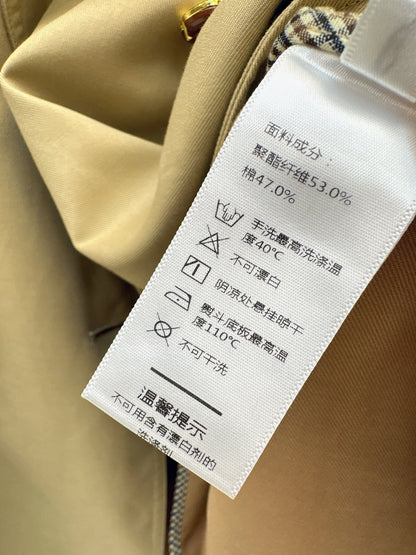 面料成分：
聚酯纤维53.0%
棉47.0%
手洗最高洗涤温
度40℃
不可漂白
阴凉处悬挂晾干
熨斗底板最高温
度110℃
不可干洗
温馨提示
不可用含有漂白剂的
洗涤剂